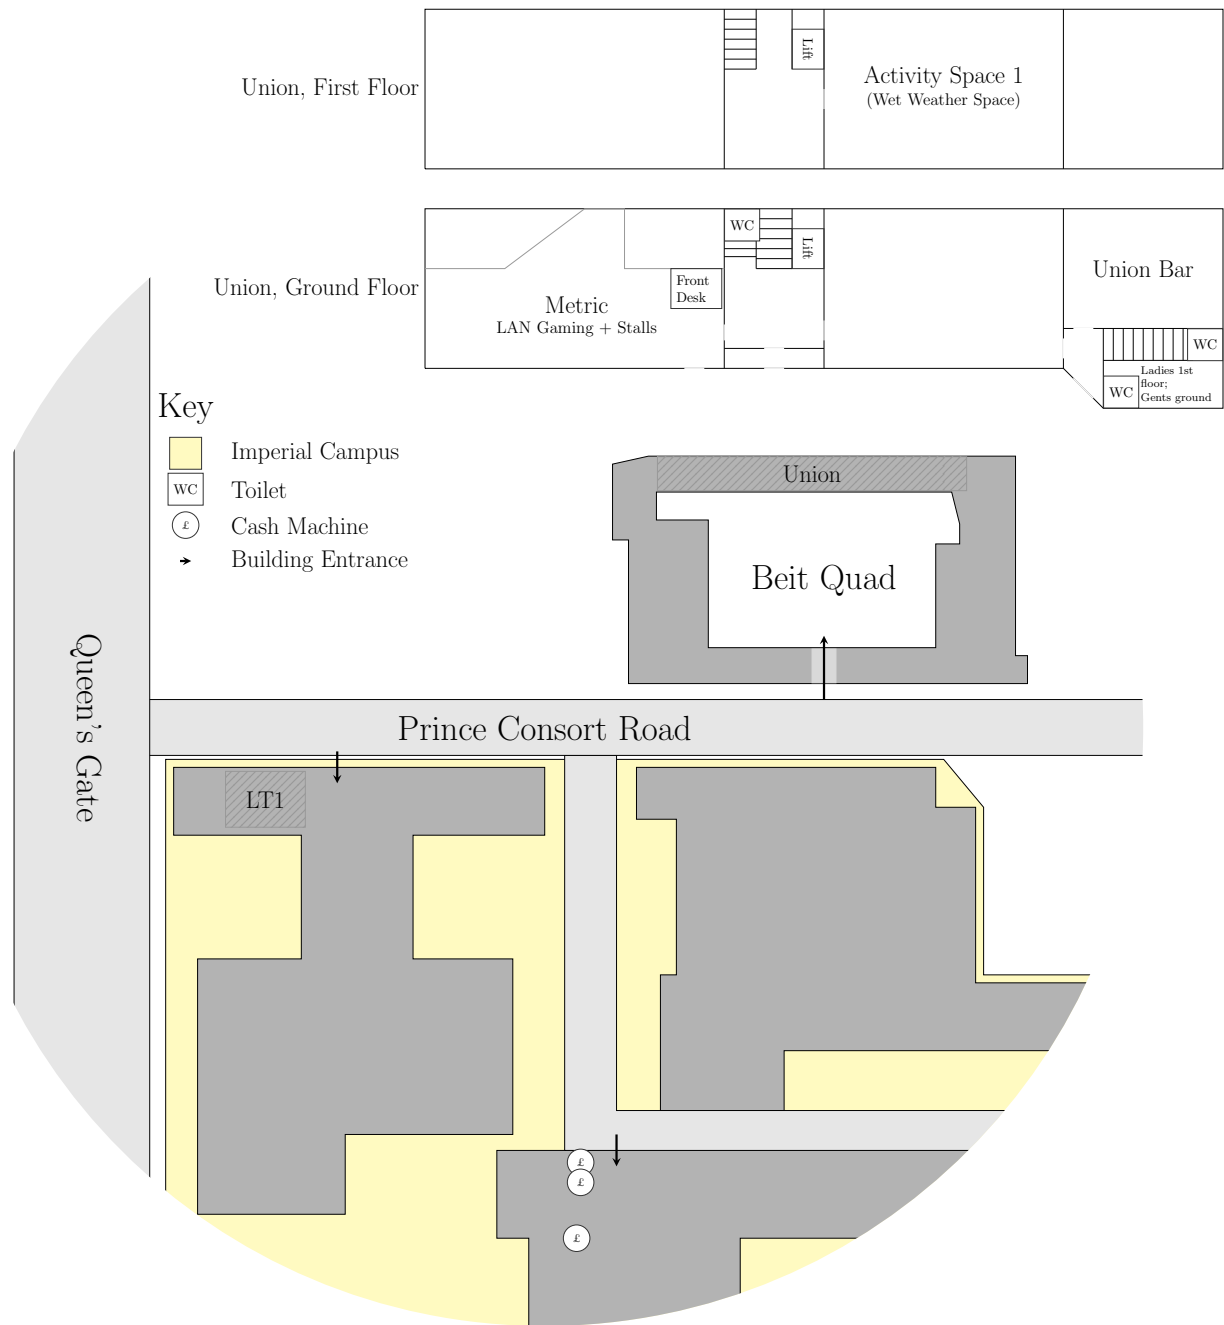 Union, First Floor
Lift
Activity Space 1
(Wet Weather Space)
Union, Ground Floor
WC
Lift
Front
Desk
Metric
LAN Gaming + Stalls
Union Bar
WC
Ladies 1st
floor;
Gents ground
WC
Key
Imperial Campus
WC
Toilet
£
Cash Machine
Building Entrance
Union
Beit Quad
Queen's Gate
Prince Consort Road
LT1
£
£
£